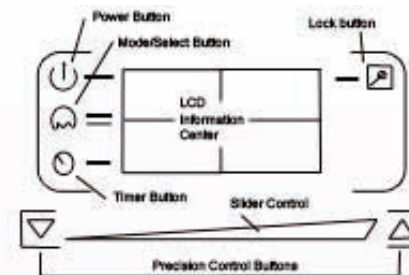 Power Button
Mode/Select Button
Lock button
LCD
Information
Center
Timer Button
Slider Control
Precision Control Buttons